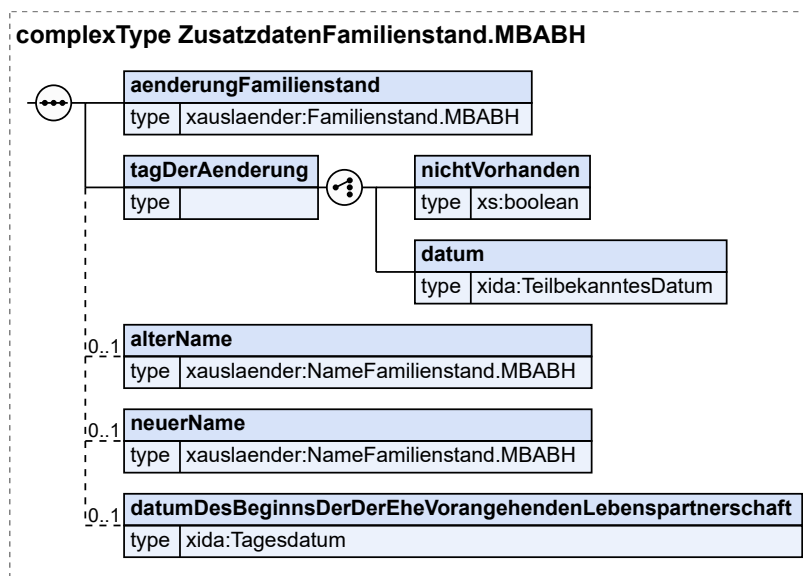 complexType ZusatzdatenFamilienstand.MBABH
aenderungFamilienstand
type xauslaender:Familienstand.MBABH
tagDerAenderung
type
nichtVorhanden
type xs:boolean
datum
type xida:TeilbekanntesDatum
0..1
alterName
type xauslaender:NameFamilienstand.MBABH
0..1
neuerName
type xauslaender:NameFamilienstand.MBABH
0..1
datumDesBeginnsDerDerEheVorangehendenLebenspartnerschaft
type xida:Tagesdatum